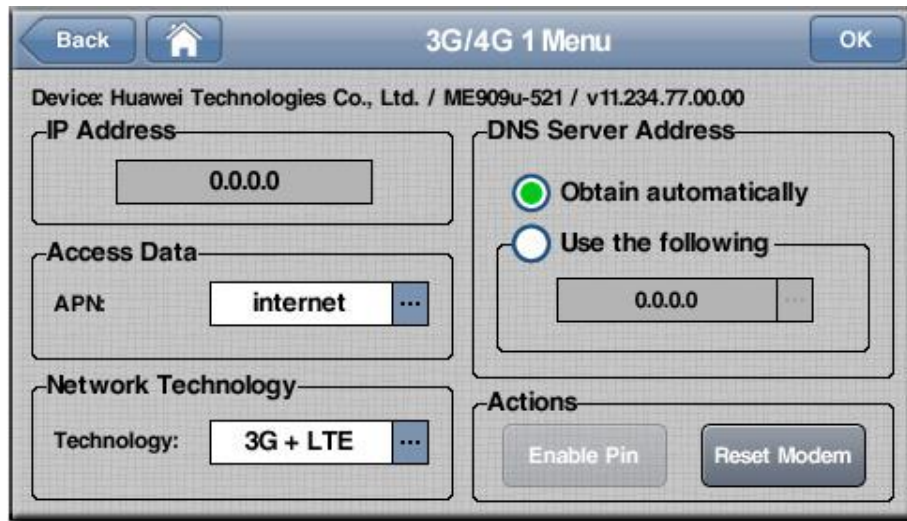 Back
3G/4G 1 Menu
OK
Device: Huawei Technologies Co., Ltd. / ME909u-521 / v11.234.77.00.00
IP Address
0.0.0.0
Access Data
APN:
internet
...
Network Technology
Technology:
3G + LTE
...
DNS Server Address
Obtain automatically
Use the following
0.0.0.0
...
Actions
Enable Pin
Reset Modem